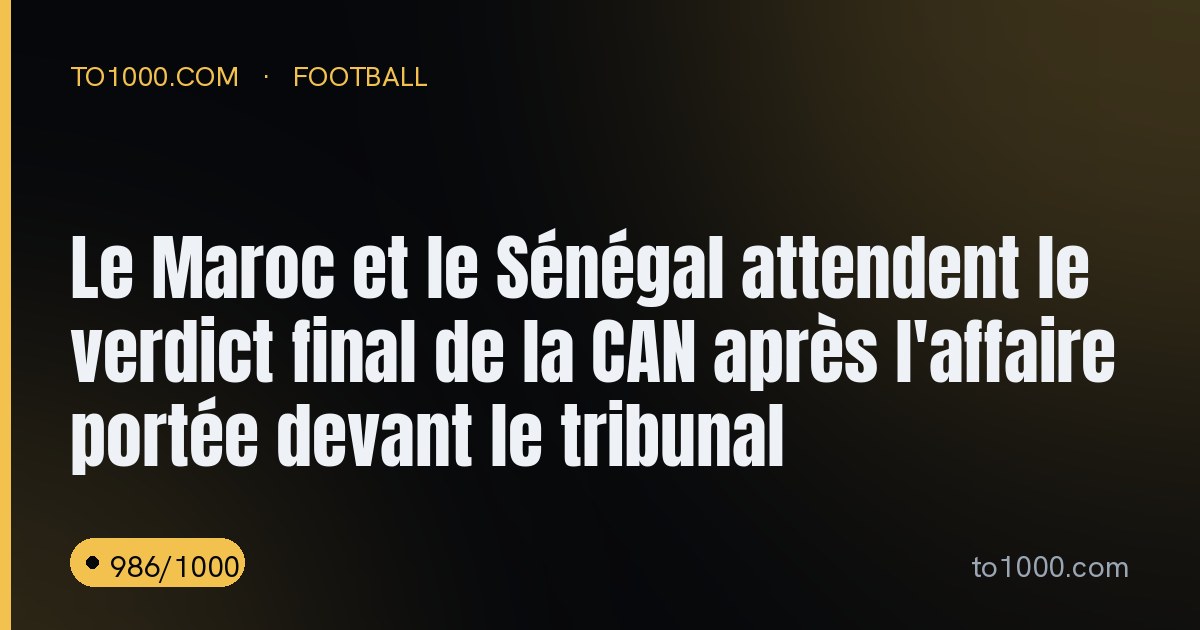 TO1000.COM · FOOTBALL
Le Maroc et le Sénégal attendent le
verdict final de la CAN après l'affaire
portée devant le tribunal
986/1000
to1000.com